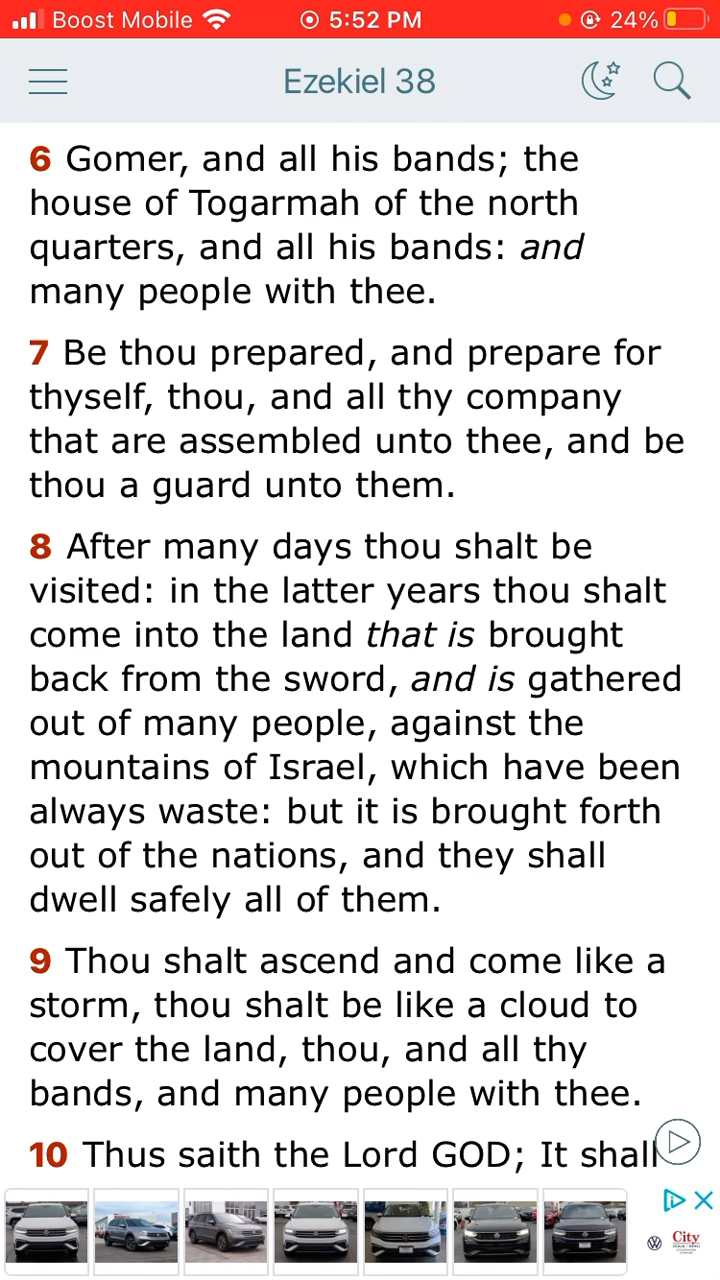 Boost Mobile 5:52 PM 24%
Ezekiel 38
6 Gomer, and all his bands; the
house of Togarmah of the north
quarters, and all his bands: and
many people with thee.
7 Be thou prepared, and prepare for
thyself, thou, and all thy company
that are assembled unto thee, and be
thou a guard unto them.
8 After many days thou shalt be
visited: in the latter years thou shalt
come into the land that is brought
back from the sword, and is gathered
out of many people, against the
mountains of Israel, which have been
always waste: but it is brought forth
out of the nations, and they shall
dwell safely all of them.
9 Thou shalt ascend and come like a
storm, thou shalt be like a cloud to
cover the land, thou, and all thy
bands, and many people with thee.
10 Thus saith the Lord GOD; It shall
City